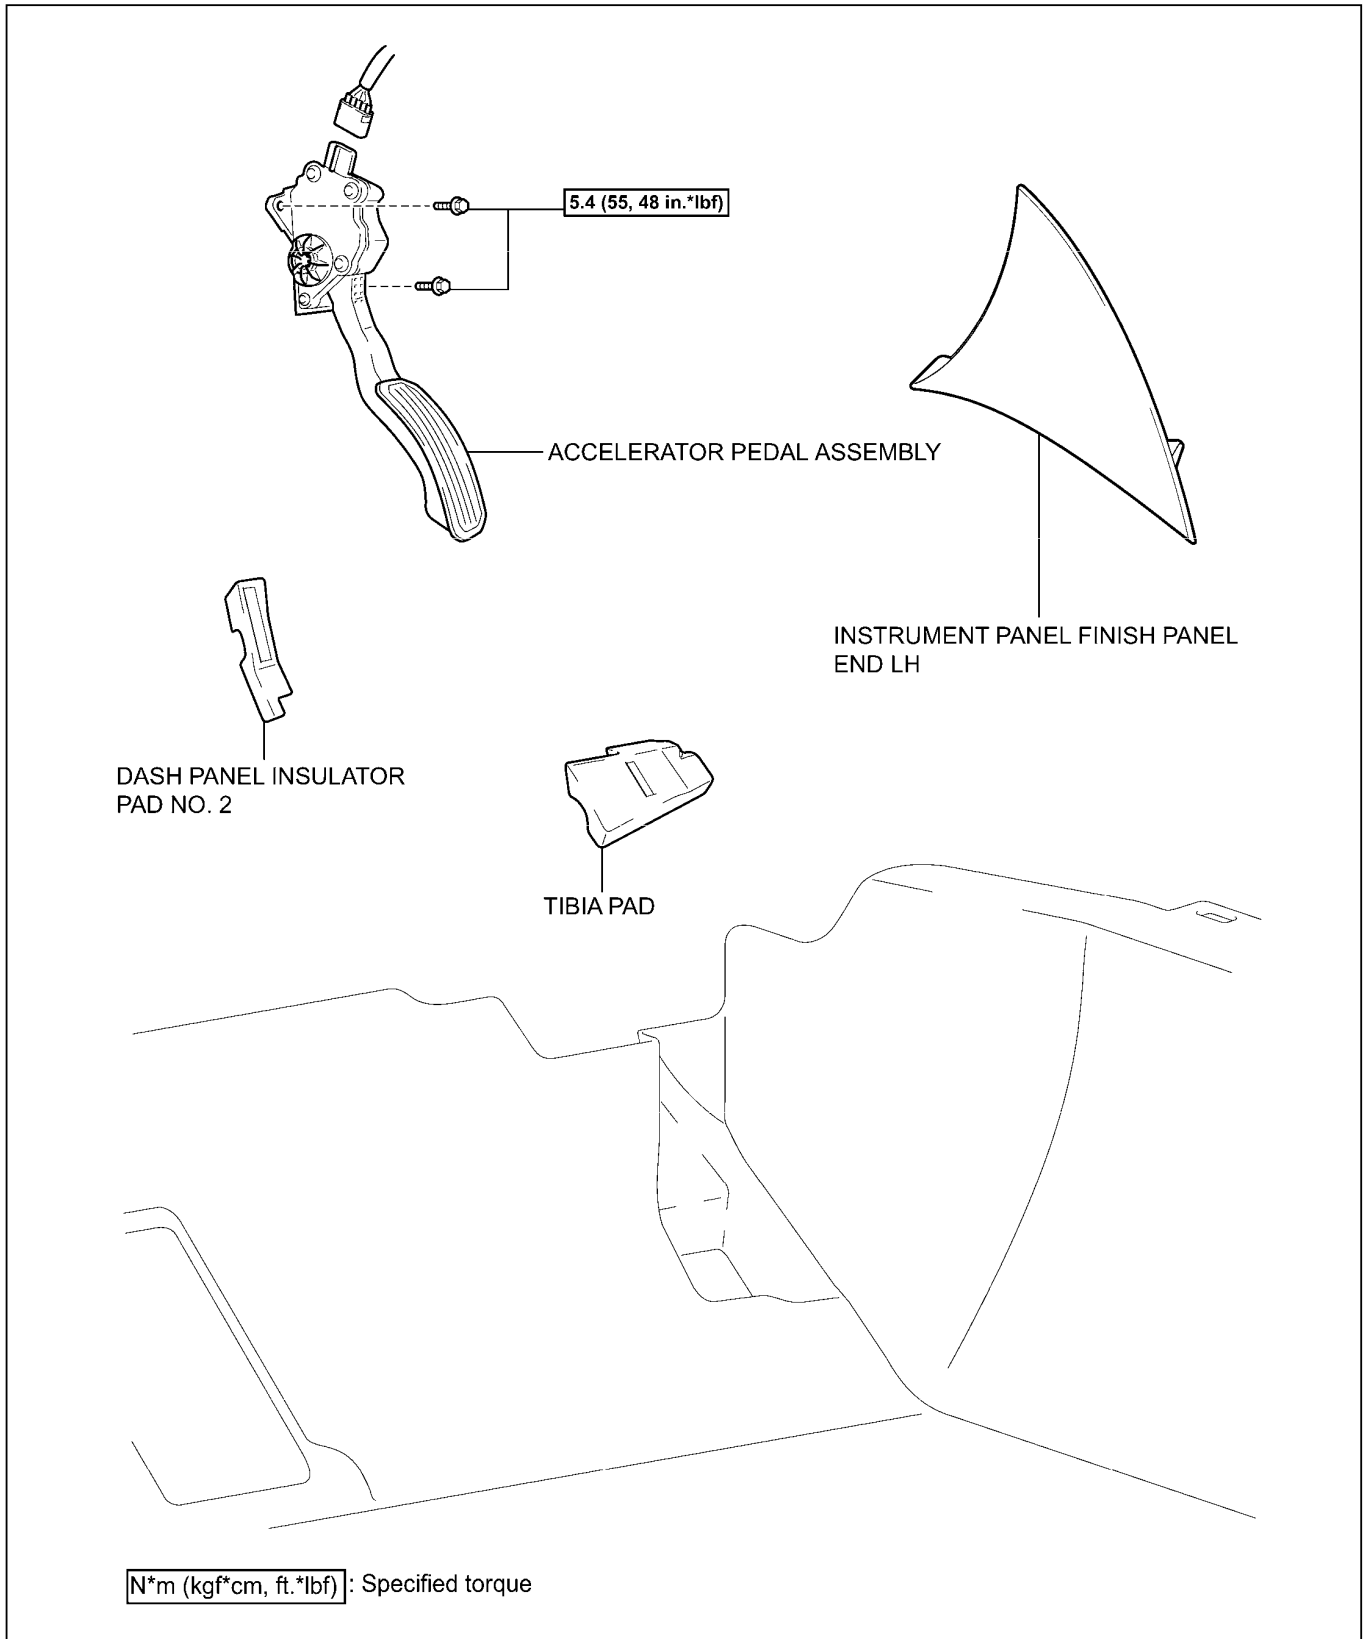 5.4 (55, 48 in.*lbf)
ACCELERATOR PEDAL ASSEMBLY
INSTRUMENT PANEL FINISH PANEL
END LH
DASH PANEL INSULATOR
PAD NO. 2
TIBIA PAD
N*m (kgf*cm, ft.*lbf) : Specified torque